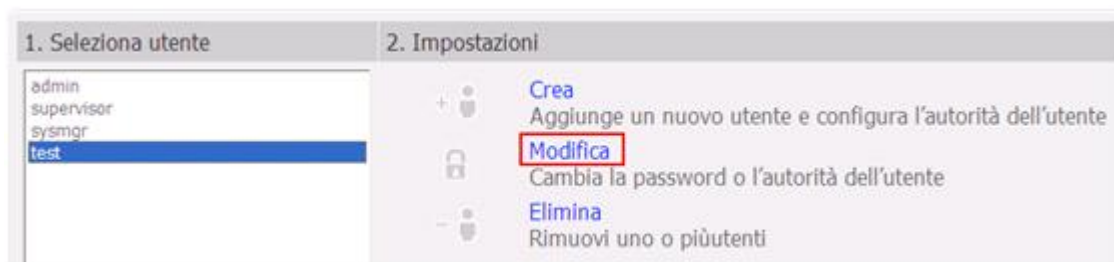 1. Seleziona utente
2. Impostazioni
admin
supervisor
sysmgr
test
Crea
Aggiunge un nuovo utente e configura l'autorità dell'utente
Modifica
Cambia la password o l'autorità dell'utente
Elimina
Rimuovi uno o piùutenti